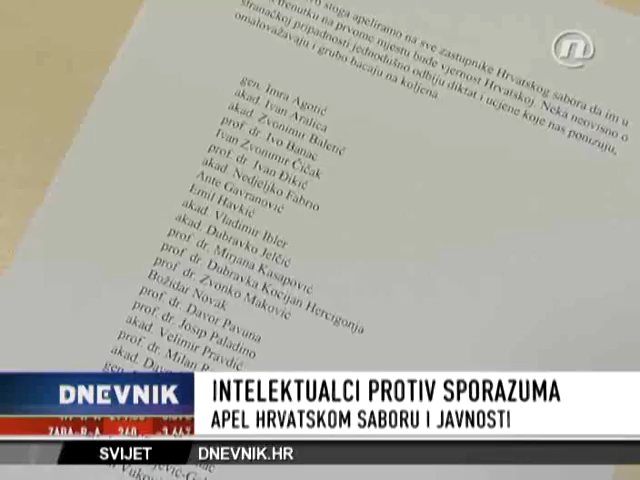 stoga apeliramo na sve zastupnike Hrvatskog sabora da im u
trenutku na prvome mjestu bude vjernost Hrvatskoj. Neka neovisno o
stranačkoj pripadnosti jednodušno odbiju diktat i ucjene koje nas ponizuju,
omalovažavaju i grubo bacaju na koljena.
gen. Imra Agotić
akad. Ivan Aralica
akad. Zvonimir Baletić
prof. dr. Ivo Banac
Ivan Zvonimir Čičak
prof. dr. Ivan Đikić
akad. Nedjeljko Fabrio
Ante Gavranović
Emil Havkić
akad. Vladimir Ibler
akad. Dubravko Jelčić
prof. dr. Mirjana Kasapović
prof. dr. Dubravka Kocijan Hercigonja
prof. dr. Zvonko Maković
Božidar Novak
prof. dr. Davor Pavuna
prof. dr. Josip Paladino
akad. Velimir Pravdić
prof. dr. Milan
akad.
gen.
DNEVNIK
INTELEKTUALCI PROTIV SPORAZUMA
APEL HRVATSKOM SABORU I JAVNOSTI
SVIJET DNEVNIK.HR